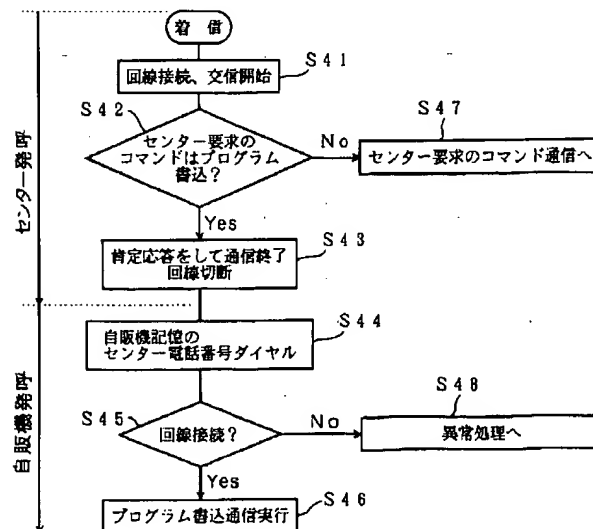 着信
S41
回線接続、交信開始
S42
センター要求の
コマンドはプログラム
書込？
No
S47
センター要求のコマンド通信へ
Yes
S43
肯定応答をして通信終了
回線切断
センター発呼
S44
自販機記憶の
センター電話番号ダイヤル
S45
回線接続？
No
S48
異常処理へ
Yes
S46
プログラム書込通信実行
自販機発呼